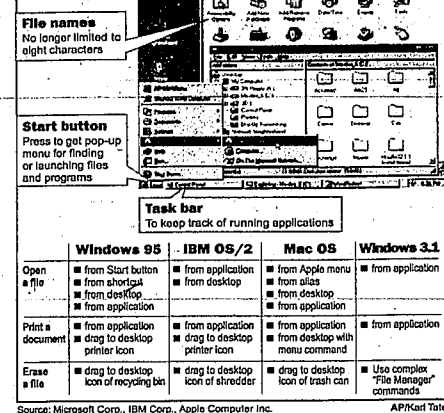 File names
No longer limited to
eight characters
Start button
Press to get pop-up
menu for finding
or launching files
and programs
Task bar
To keep track of running applications
Windows 95 IBM OS/2 Mac OS Windows 3.1
Open
a file
■ from Start button
■ from shortcut
■ from desktop
■ from application
■ from application
■ from desktop
■ from Apple menu
■ from alias
■ from desktop
■ from application
■ from application
Print a
document
■ from application
■ drag to desktop
printer icon
■ from application
■ drag to desktop
printer icon
■ from application
■ from desktop with
menu command
■ from application
Erase
a file
■ drag to desktop
icon of recycling bin
■ drag to desktop
icon of shredder
■ drag to desktop
icon of trash can
■ Use complex
"File Manager"
commands
Source: Microsoft Corp., IBM Corp., Apple Computer Inc.
AP/Karl Tate